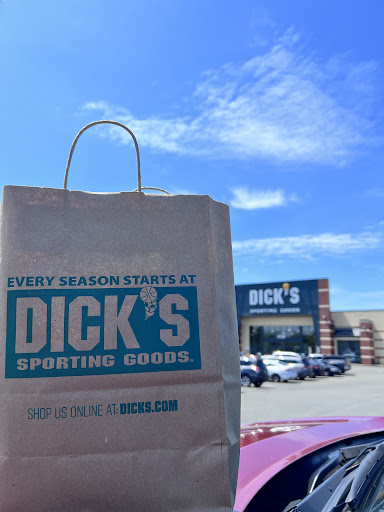 EVERY SEASON STARTS AT
DICK'S
SPORTING GOODS®
SHOP US ONLINE AT: DICKS.COM
DICK'S
SPORTING GOODS